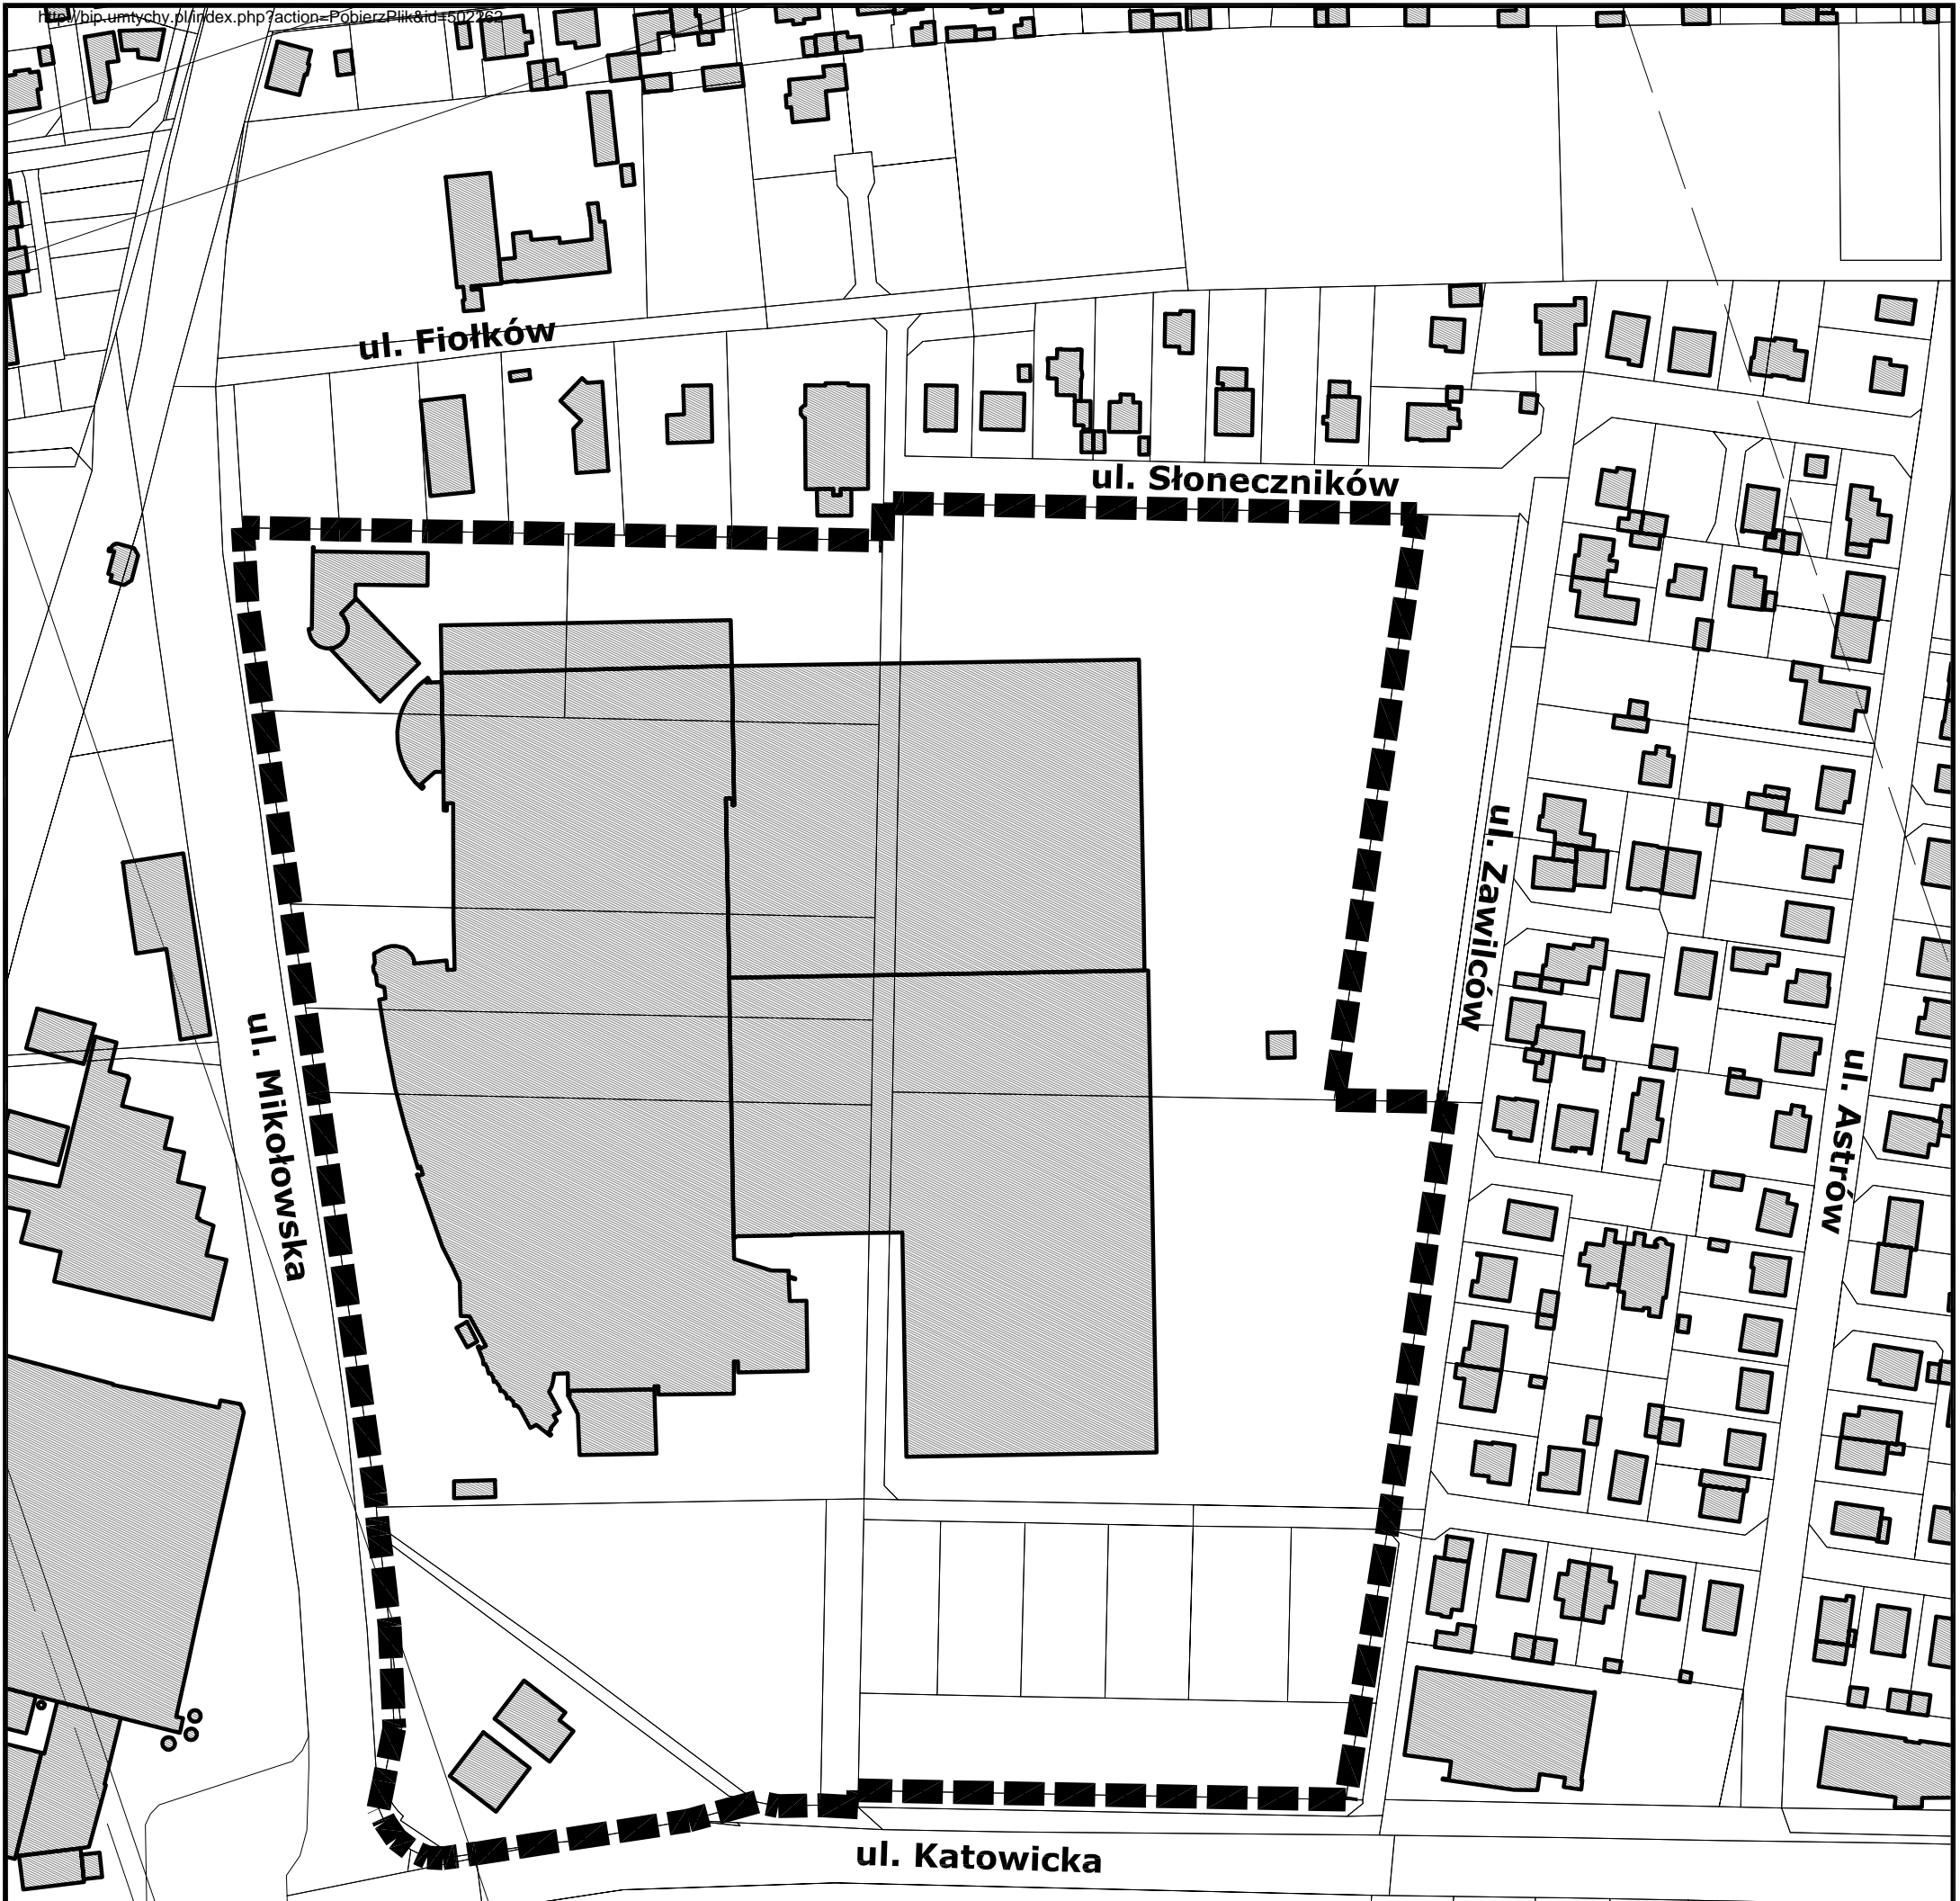 http://bip.umtychy.pl/index.php?action=PobierzPlik&id=502262
ul. Fiołków
ul. Słoneczników
ul. Zawilców
ul. Mikołowska
ul. Astrów
ul. Katowicka